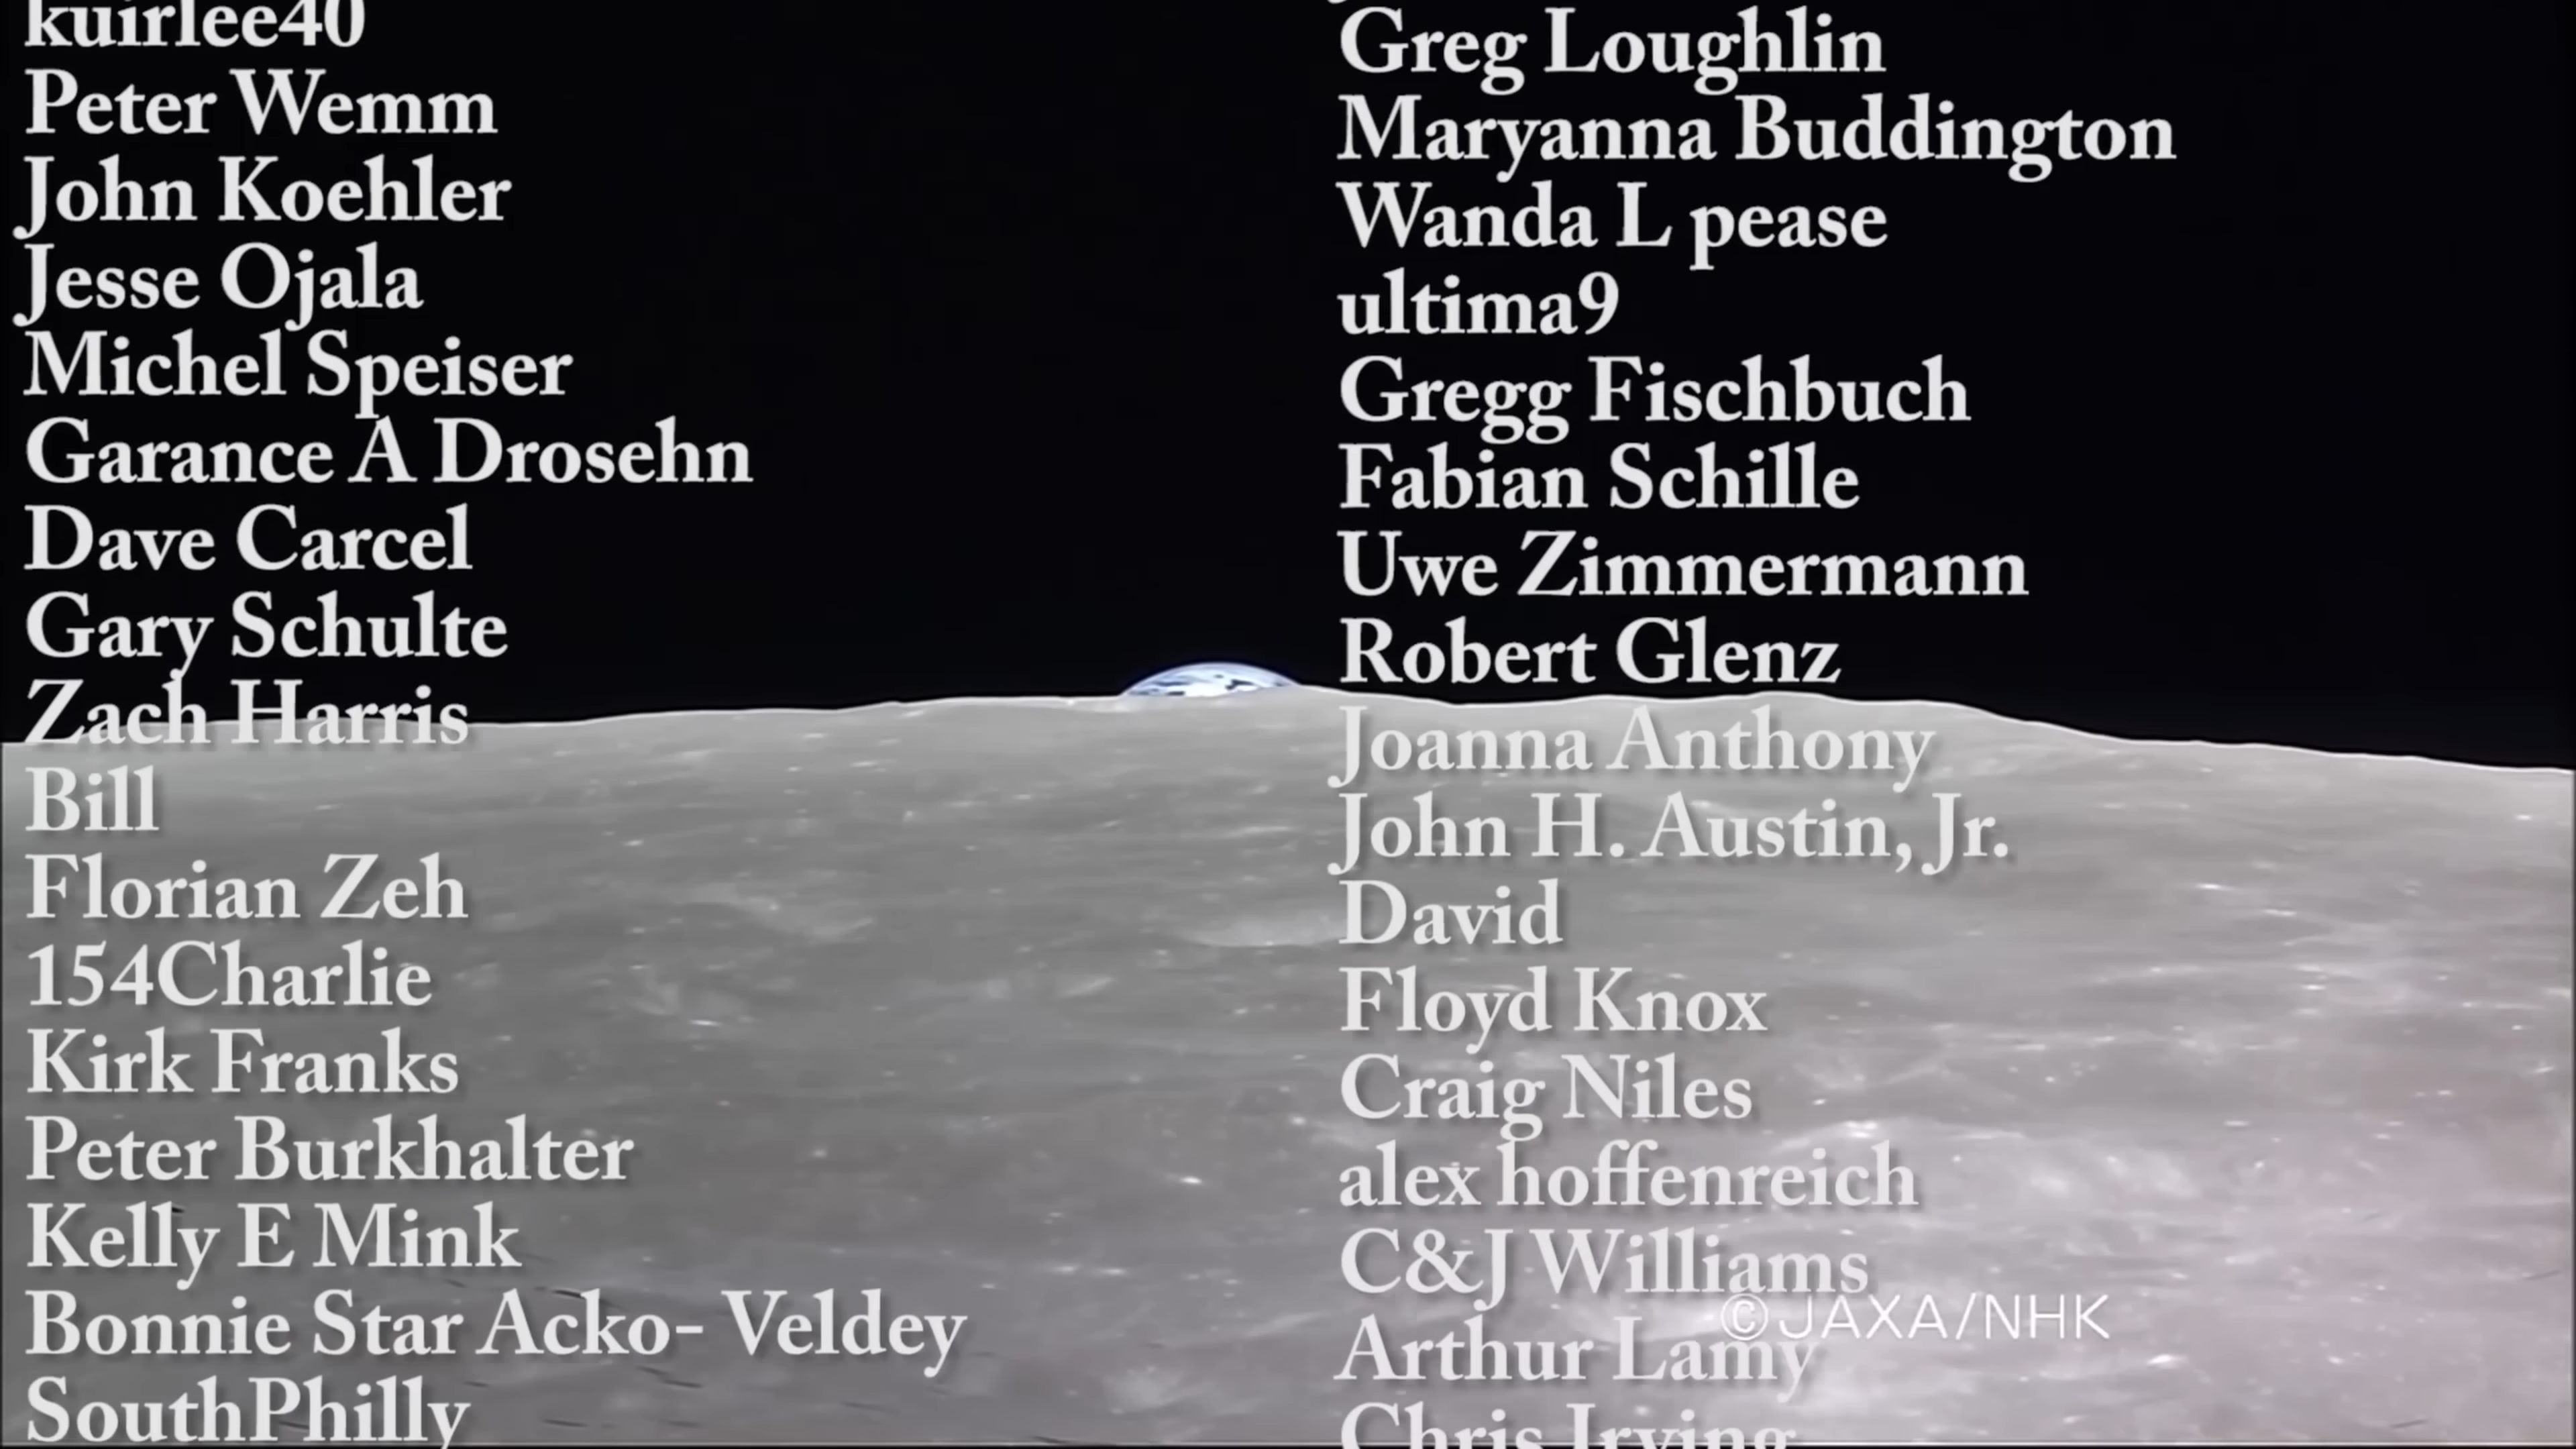 kuirlee40
Peter Wemm
John Koehler
Jesse Ojala
Michel Speiser
Garance A Drosehn
Dave Carcel
Gary Schulte
Zach Harris
Bill
Florian Zeh
154Charlie
Kirk Franks
Peter Burkhalter
Kelly E Mink
Bonnie Star Acko- Veldey
SouthPhilly
Greg Loughlin
Maryanna Buddington
Wanda L pease
ultima9
Gregg Fischbuch
Fabian Schille
Uwe Zimmermann
Robert Glenz
Joanna Anthony
John H. Austin, Jr.
David
Floyd Knox
Craig Niles
alex hoffenreich
C&J Williams
©JAXA/NHK
Arthur Lamy
Chris Irving